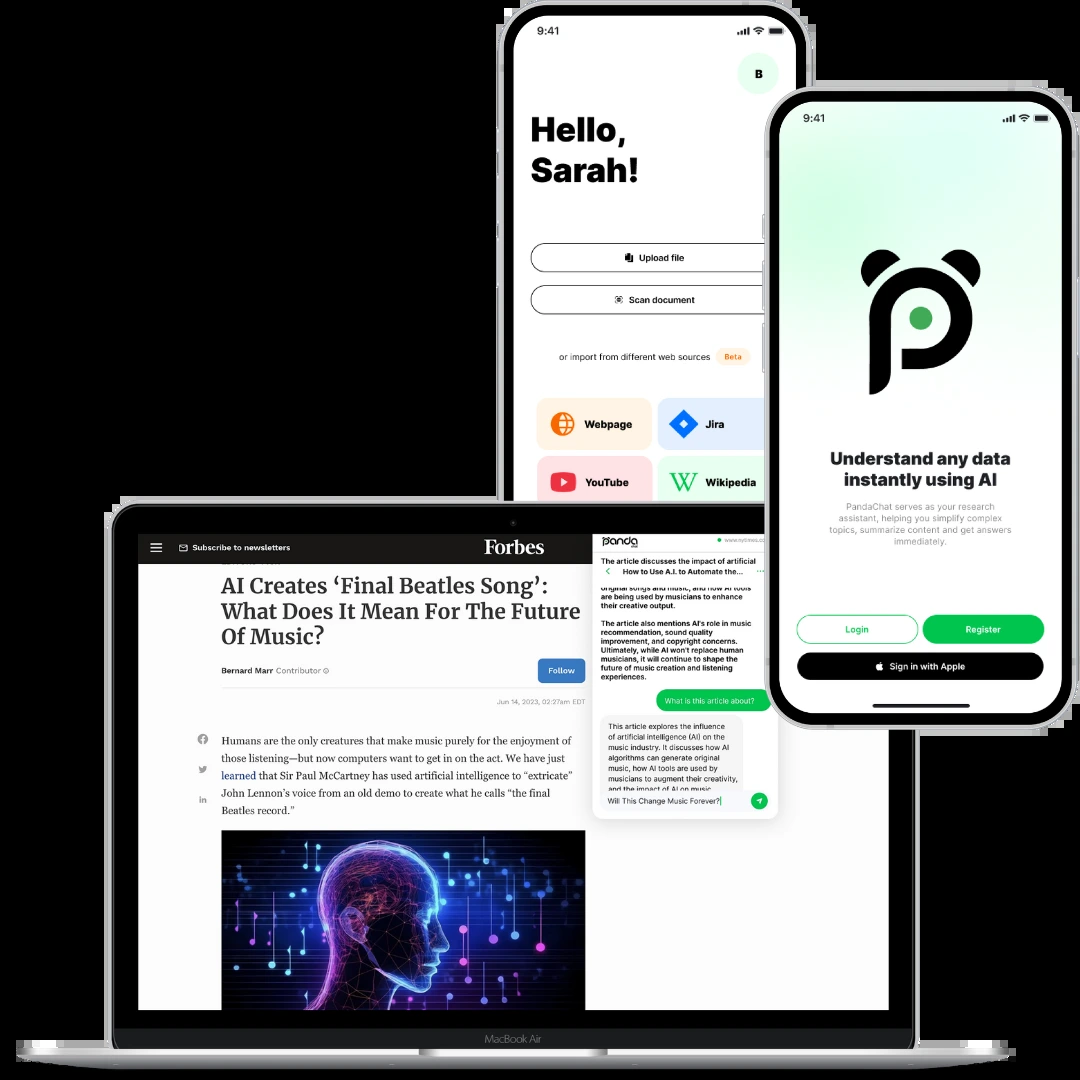 9:41
B
Hello,
Sarah!
Upload file
Scan document
or import from different web sources Beta
Webpage
Jira
YouTube
Wikipedia
9:41
Understand any data
instantly using AI
PandaChat serves as your research
assistant, helping you simplify complex
topics, summarize content and get answers
immediately.
Login
Register
Sign in with Apple
Subscribe to newsletters
Forbes
AI Creates ‘Final Beatles Song’:
What Does It Mean For The Future
Of Music?
Bernard Marr Contributor
Follow
Jun 14, 2023, 02:27am EDT
Humans are the only creatures that make music purely for the enjoyment of
those listening—but now computers want to get in on the act. We have just
learned that Sir Paul McCartney has used artificial intelligence to “extricate”
John Lennon’s voice from an old demo to create what he calls “the final
Beatles record.”
panda
www.nytimes.c
The article discusses the impact of artificial
How to Use A.I. to Automate the...
original songs and music, and how AI tools
are being used by musicians to enhance
their creative output.
The article also mentions AI's role in music
recommendation, sound quality
improvement, and copyright concerns.
Ultimately, while AI won't replace human
musicians, it will continue to shape the
future of music creation and listening
experiences.
What is this article about?
This article explores the influence
of artificial intelligence (AI) on the
music industry. It discusses how AI
algorithms can generate original
music, how AI tools are used by
musicians to augment their creativity,
and the impact of AI on music
Will This Change Music Forever?
MacBook Air